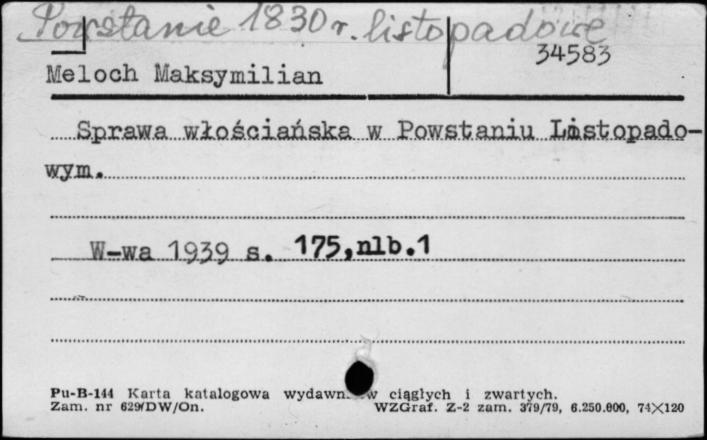 Powstanie 1830 r. listopadowe
34583
Meloch Maksymilian
Sprawa włościańska w Powstaniu Listopado-
wym.
W-wa 1939 s. 175,nlb.1
Pu-B-144 Karta katalogowa wydawn. w ciągłych i zwartych.
Zam. nr 629/DW/On. WZGraf. Z-2 zam. 379/79, 6.250.000, 74×120